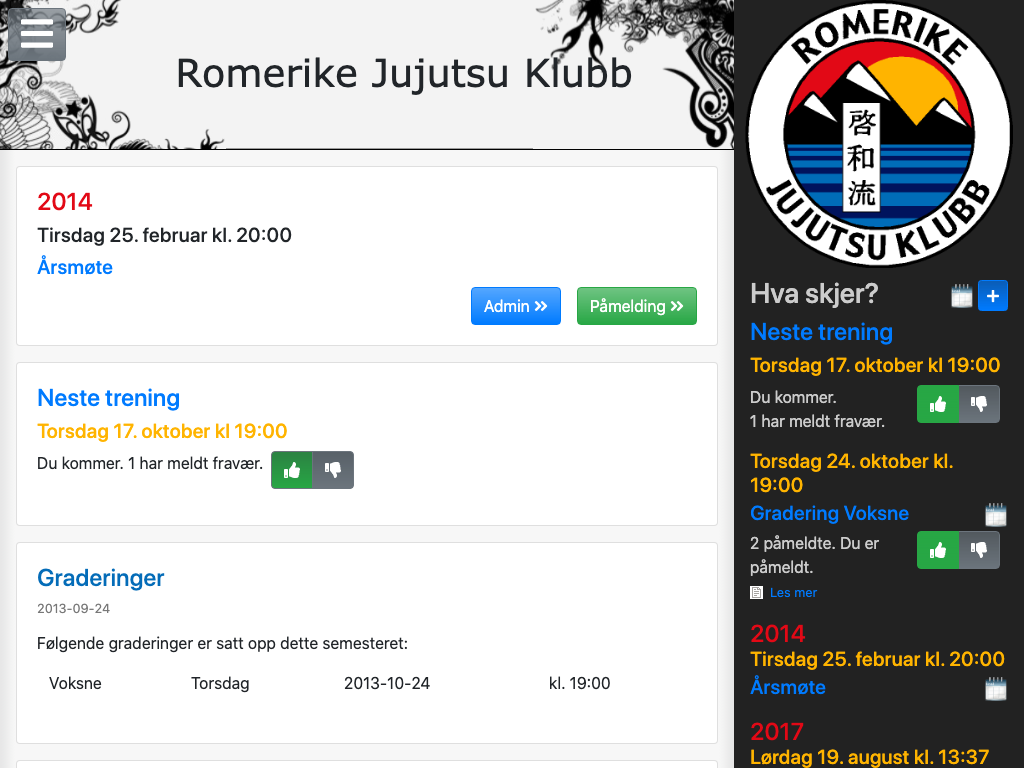 Romerike Jujutsu Klubb
2014
Tirsdag 25. februar kl. 20:00
Årsmøte
Admin »
Påmelding »
Neste trening
Torsdag 17. oktober kl 19:00
Du kommer. 1 har meldt fravær.
Graderinger
2013-09-24
Følgende graderinger er satt opp dette semesteret:
Voksne Torsdag 2013-10-24 kl. 19:00
ROMERIKE
啓和流
JUJUTSU KLUBB
Hva skjer?
+
Neste trening
Torsdag 17. oktober kl 19:00
Du kommer.
1 har meldt fravær.
Torsdag 24. oktober kl.
19:00
Gradering Voksne
2 påmeldte. Du er
påmeldt.
Les mer
2014
Tirsdag 25. februar kl. 20:00
Årsmøte
2017
Lørdag 19. august kl. 13:37